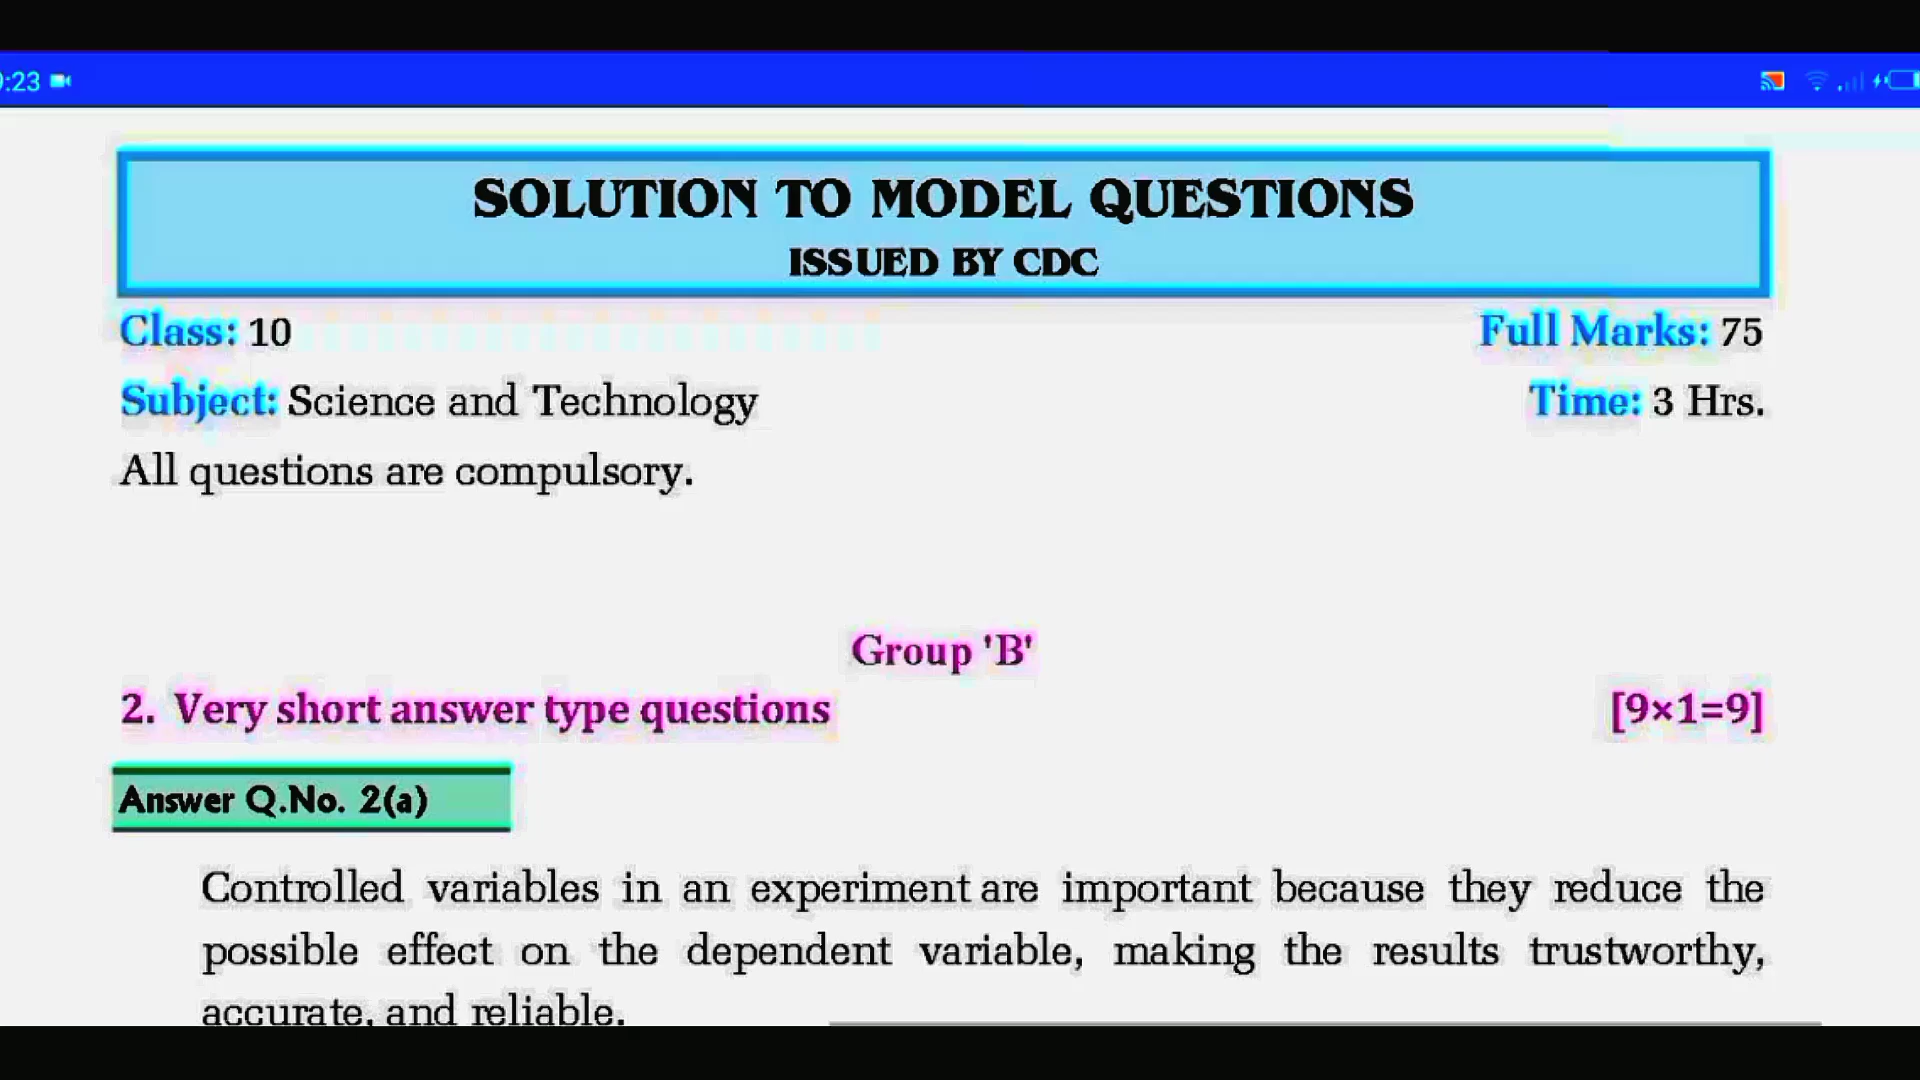 :23
SOLUTION TO MODEL QUESTIONS
ISSUED BY CDC
Class: 10
Full Marks: 75
Subject: Science and Technology
Time: 3 Hrs.
All questions are compulsory.
Group 'B'
2. Very short answer type questions
[9×1=9]
Answer Q.No. 2(a)
Controlled variables in an experiment are important because they reduce the
possible effect on the dependent variable, making the results trustworthy,
accurate, and reliable.